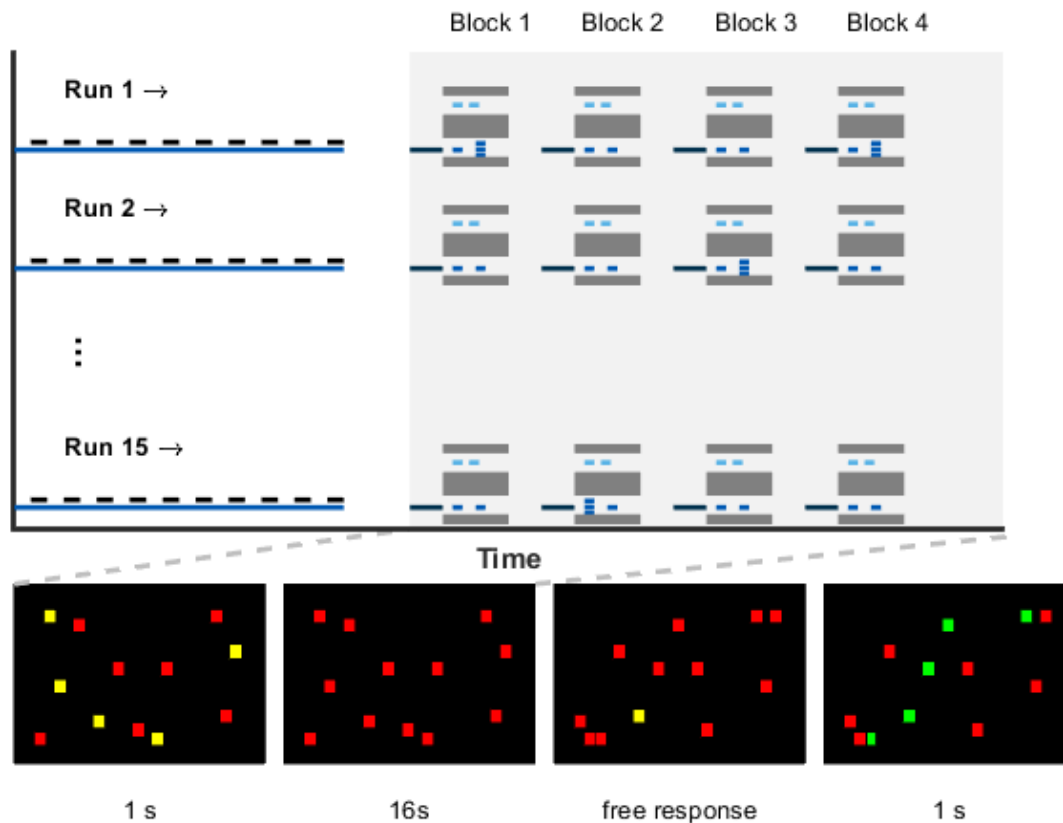 Block 1 Block 2 Block 3 Block 4
Run 1 →
Run 2 →
⋮
Run 15 →
Time
1 s 16s free response 1 s